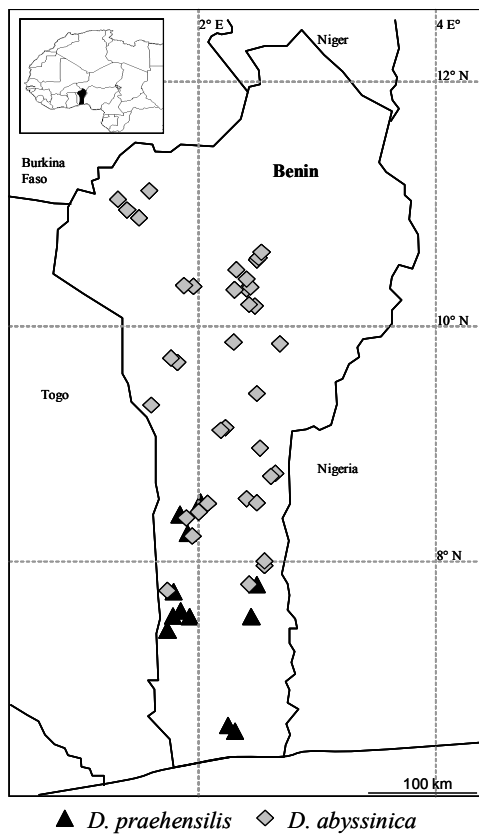 2° E
4 E°
Niger
12° N
Burkina
Faso
Benin
10° N
Togo
Nigeria
8° N
100 km
D. praehensilis
D. abyssinica